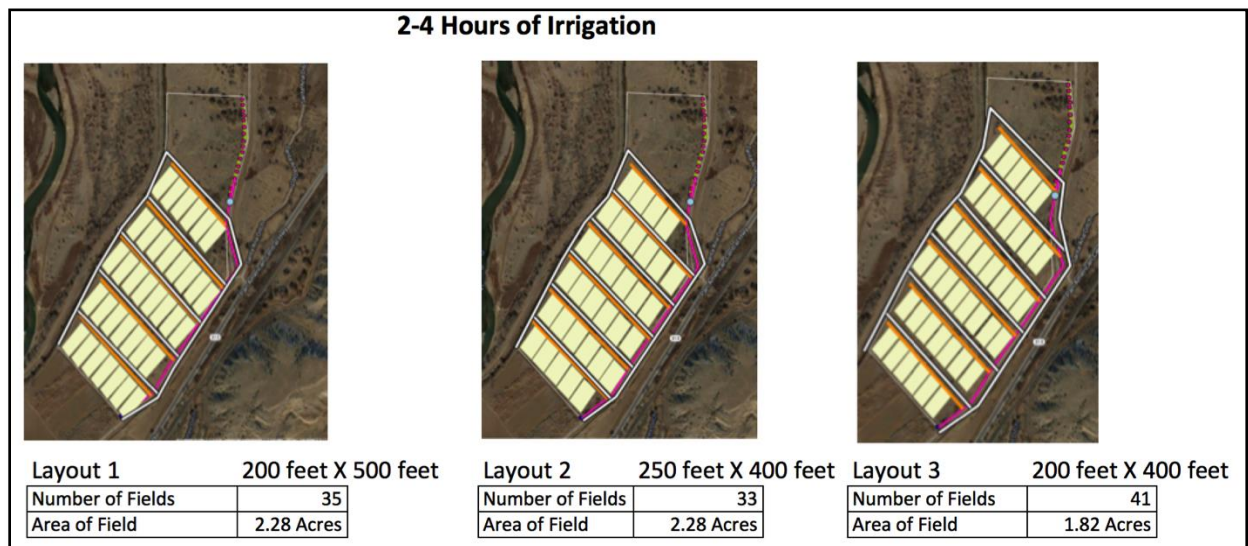 2-4 Hours of Irrigation
Layout 1 200 feet X 500 feet
Number of Fields 35
Area of Field 2.28 Acres
Layout 2 250 feet X 400 feet
Number of Fields 33
Area of Field 2.28 Acres
Layout 3 200 feet X 400 feet
Number of Fields 41
Area of Field 1.82 Acres